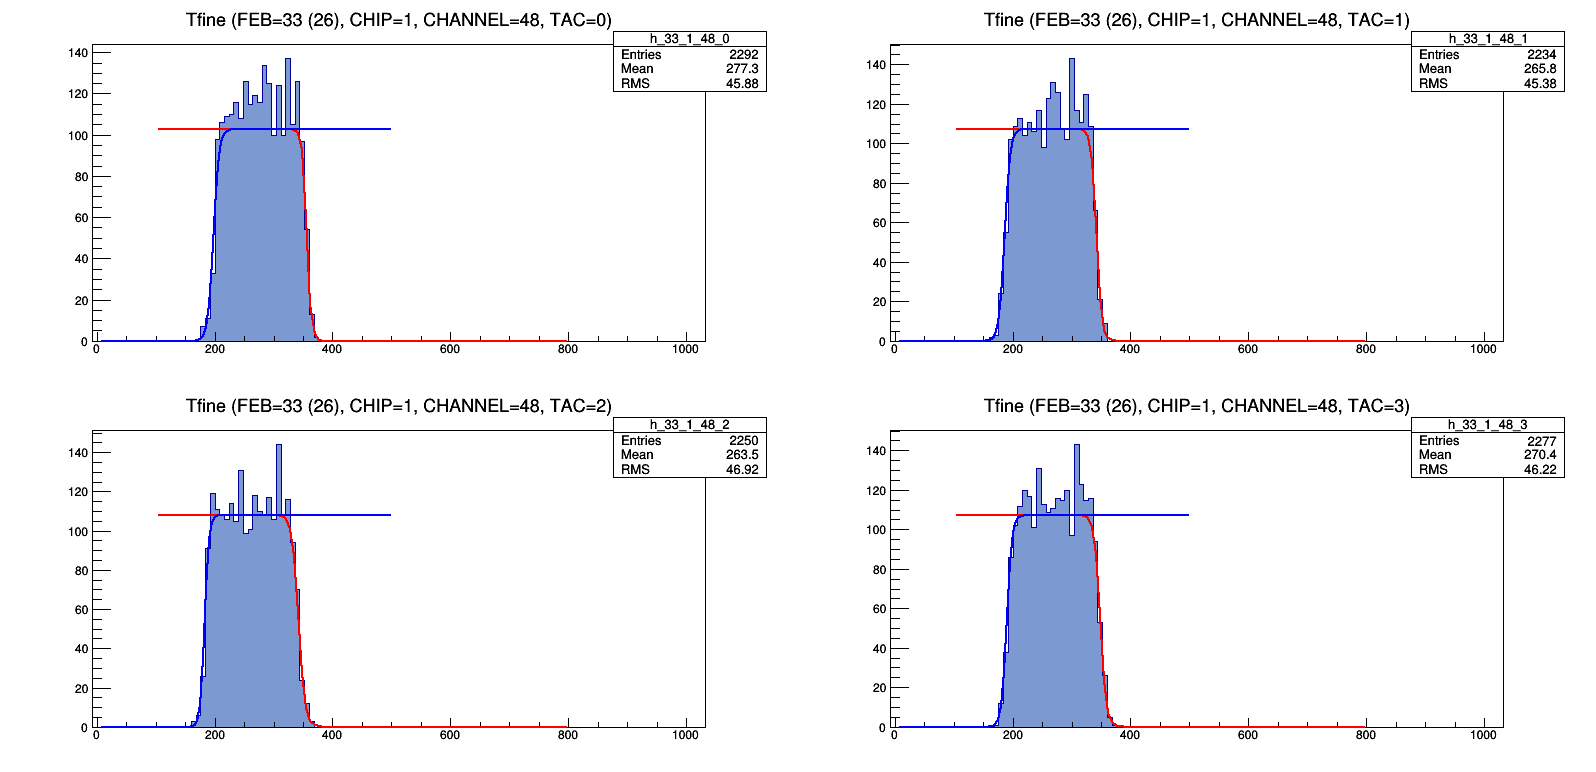 Tfine (FEB=33 (26), CHIP=1, CHANNEL=48, TAC=0)
h_33_1_48_0
Entries 2292
Mean 277.3
RMS 45.88
140
120
100
80
60
40
20
0
0 200 400 600 800 1000
Tfine (FEB=33 (26), CHIP=1, CHANNEL=48, TAC=1)
h_33_1_48_1
Entries 2234
Mean 265.8
RMS 45.38
140
120
100
80
60
40
20
0
0 200 400 600 800 1000
Tfine (FEB=33 (26), CHIP=1, CHANNEL=48, TAC=2)
h_33_1_48_2
Entries 2250
Mean 263.5
RMS 46.92
140
120
100
80
60
40
20
0
0 200 400 600 800 1000
Tfine (FEB=33 (26), CHIP=1, CHANNEL=48, TAC=3)
h_33_1_48_3
Entries 2277
Mean 270.4
RMS 46.22
140
120
100
80
60
40
20
0
0 200 400 600 800 1000